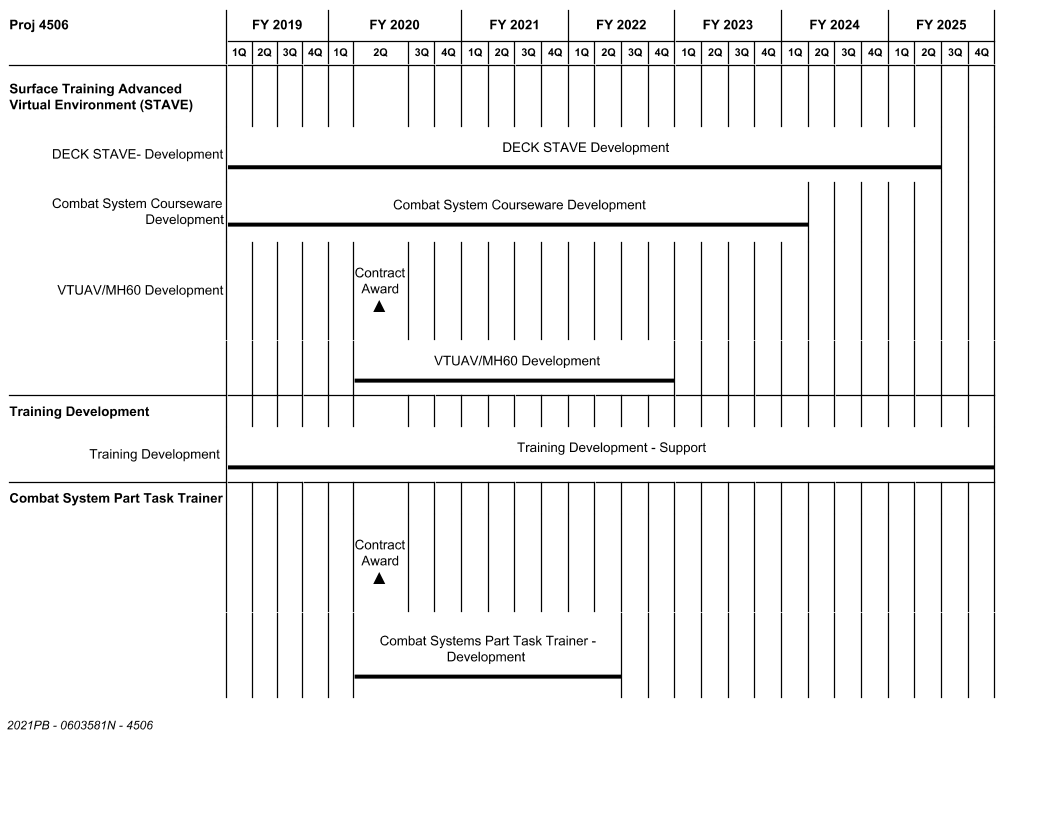 Proj 4506 FY 2019 FY 2020 FY 2021 FY 2022 FY 2023 FY 2024 FY 2025
1Q 2Q 3Q 4Q 1Q 2Q 3Q 4Q 1Q 2Q 3Q 4Q 1Q 2Q 3Q 4Q 1Q 2Q 3Q 4Q 1Q 2Q 3Q 4Q 1Q 2Q 3Q 4Q
Surface Training Advanced
Virtual Environment (STAVE)
DECK STAVE- Development
DECK STAVE Development
Combat System Courseware
Development
Combat System Courseware Development
VTUAV/MH60 Development
Contract
Award
VTUAV/MH60 Development
Training Development
Training Development
Training Development - Support
Combat System Part Task Trainer
Contract
Award
Combat Systems Part Task Trainer -
Development
2021PB - 0603581N - 4506